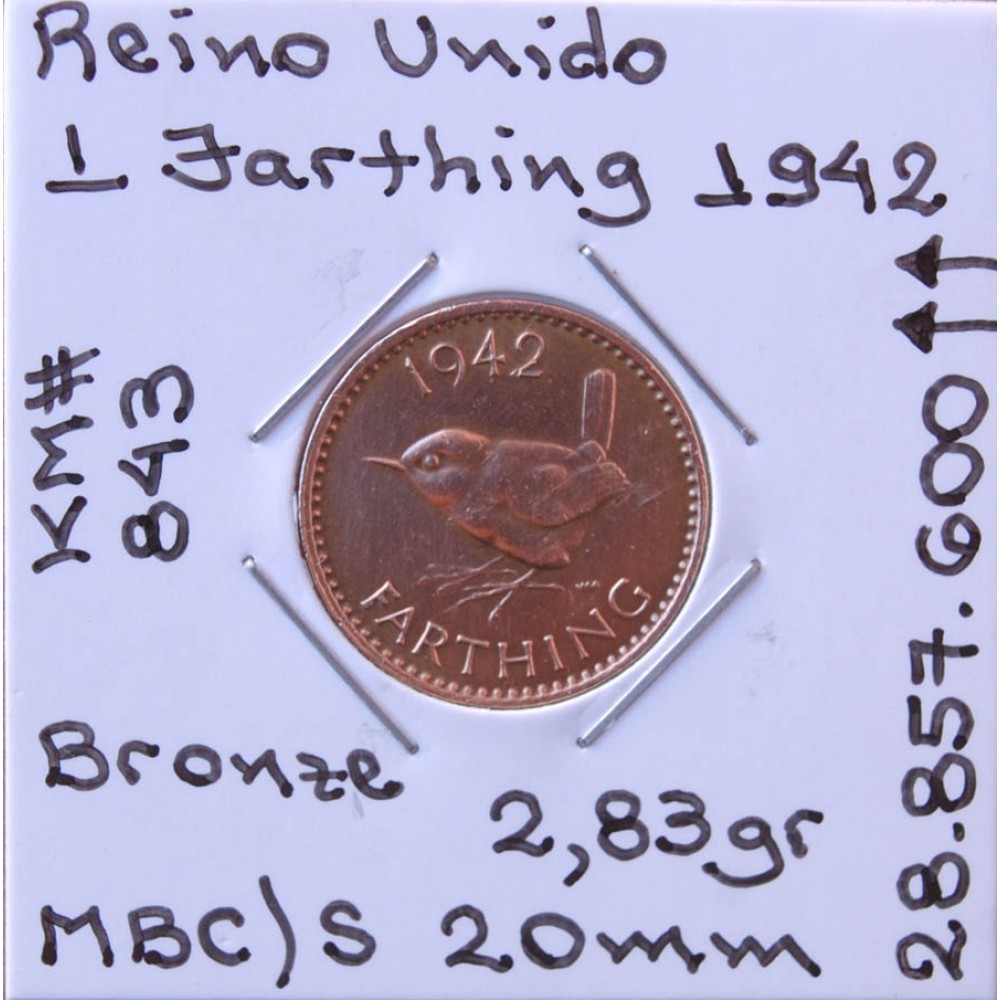 Reino Unido
1 Farthing 1942
KM#
843
1942
FARTHING
28.857.600 ↑↑
Bronze
2,83gr
MBC/S 20mm